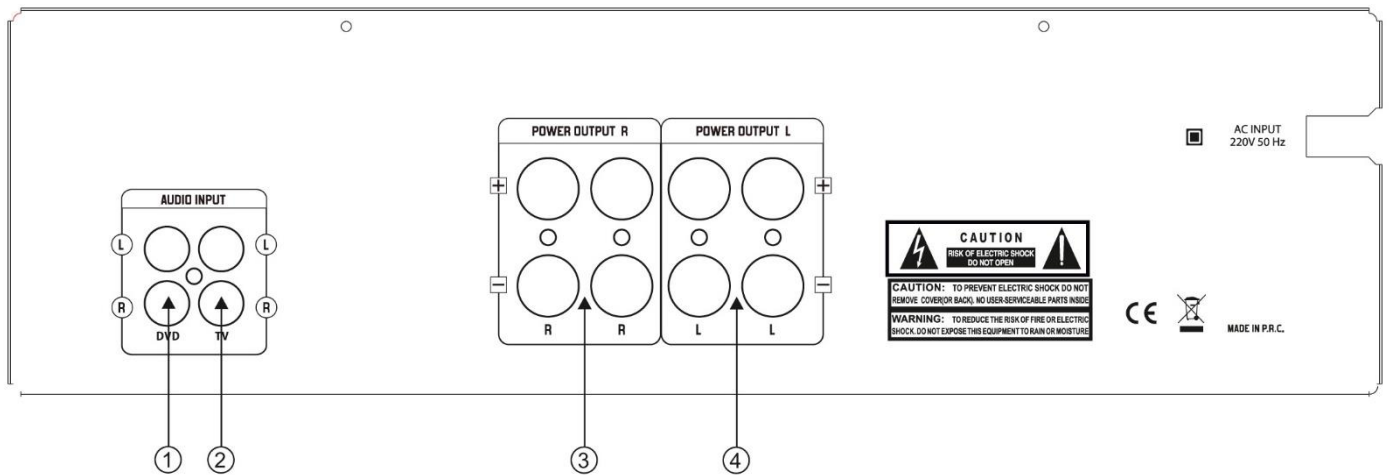 POWER OUTPUT R
POWER OUTPUT L
+
+
AC INPUT
220V 50 Hz
AUDIO INPUT
L
L
R
R
DVD
TV
−
−
R
R
L
L
CAUTION
RISK OF ELECTRIC SHOCK
DO NOT OPEN
CAUTION: TO PREVENT ELECTRIC SHOCK DO NOT
REMOVE COVER(OR BACK). NO USER-SERVICEABLE PARTS INSIDE
WARNING: TO REDUCE THE RISK OF FIRE OR ELECTRIC
SHOCK. DO NOT EXPOSE THIS EQUIPMENT TO RAIN OR MOISTURE
CE
MADE IN P.R.C.
1
2
3
4